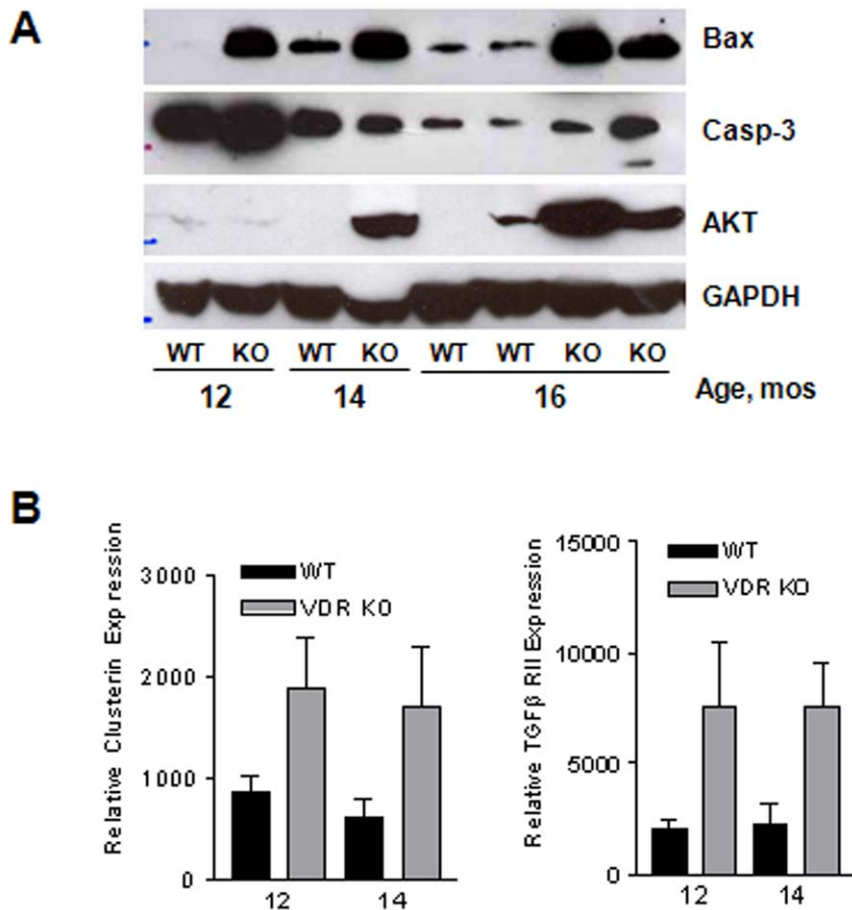 A
Bax
Casp-3
AKT
GAPDH
WT KO WT KO WT WT KO KO
12 14 16 Age, mos
B
Relative Clusterin Expression
3000
2000
1000
0
WT
VDR KO
12 14
Relative TGFβ RII Expression
15000
10000
5000
0
WT
VDR KO
12 14